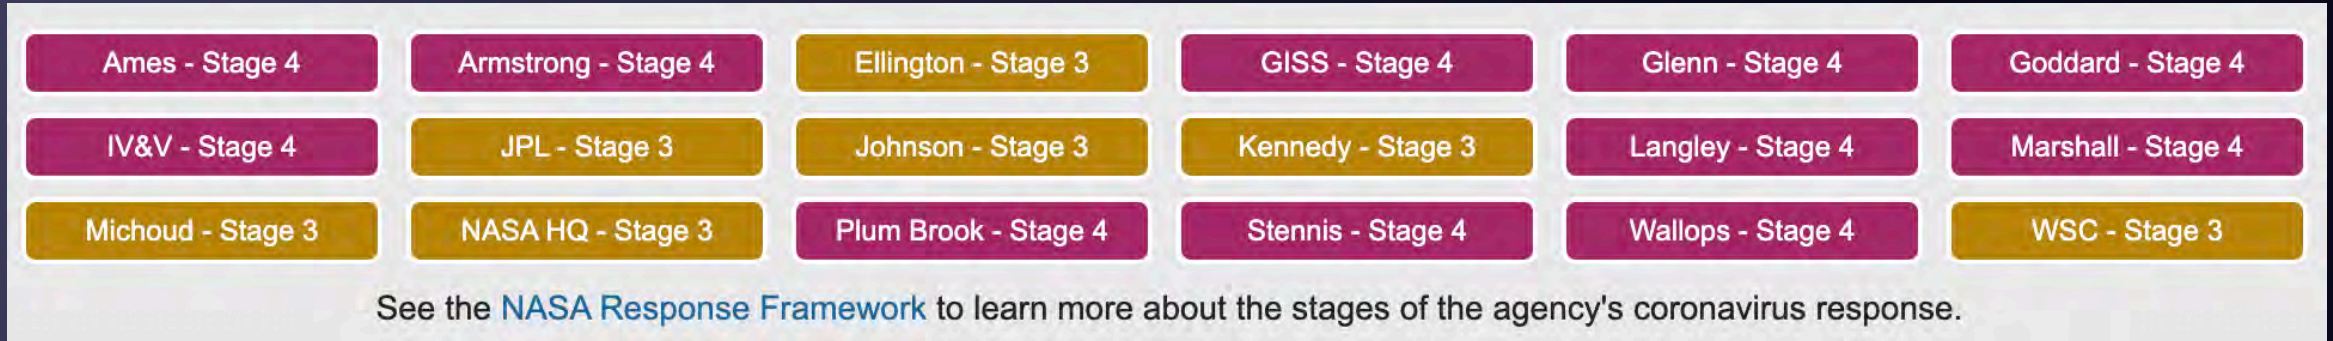 Ames - Stage 4
Armstrong - Stage 4
Ellington - Stage 3
GISS - Stage 4
Glenn - Stage 4
Goddard - Stage 4
IV&V - Stage 4
JPL - Stage 3
Johnson - Stage 3
Kennedy - Stage 3
Langley - Stage 4
Marshall - Stage 4
Michoud - Stage 3
NASA HQ - Stage 3
Plum Brook - Stage 4
Stennis - Stage 4
Wallops - Stage 4
WSC - Stage 3
See the NASA Response Framework to learn more about the stages of the agency's coronavirus response.